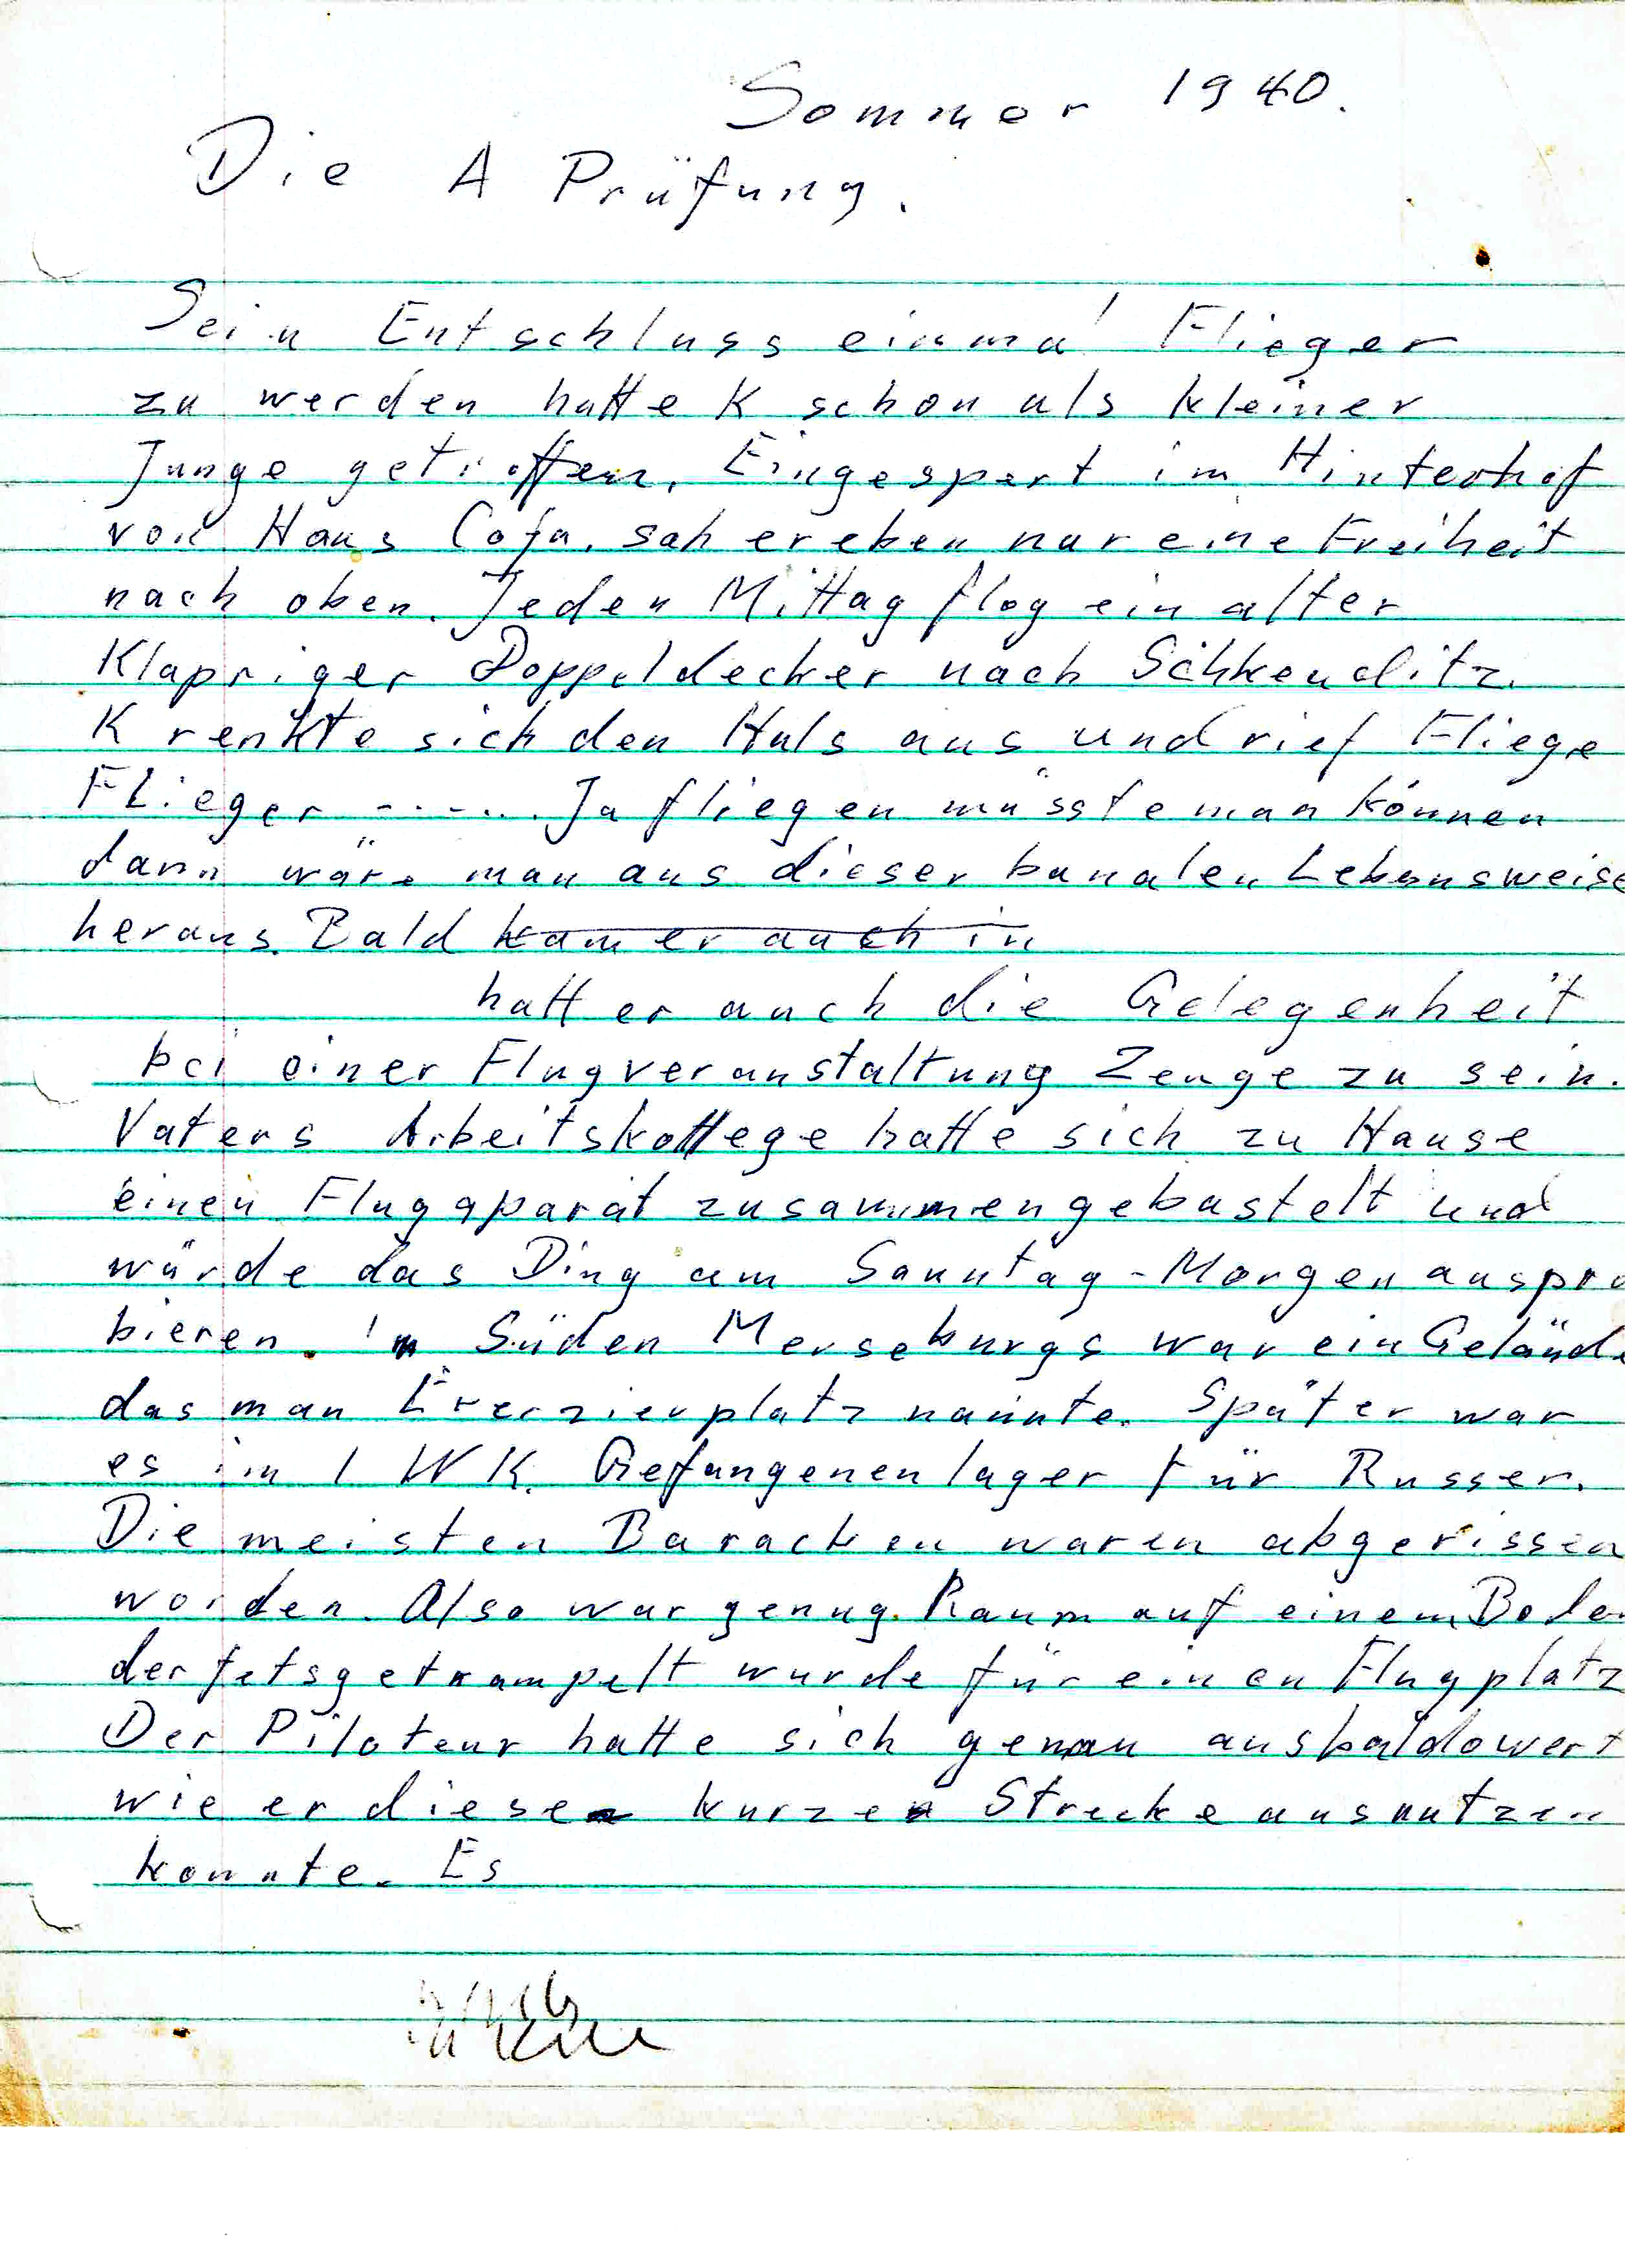 Sommer 1940.
Die A Prüfung.
Sein Entschluss einmal Flieger
zu werden hatte K schon als kleiner
Junge getroffen. Eingespert im Hinterhof
von Haus Cofa, sah er eben nur eine Freiheit
nach oben. Jeden Mittag flog ein alter
Klapriger Doppeldecker nach Schkeuditz.
K renkte sich den Hals aus und rief Fliege
Flieger ----... Ja fliegen müsste man können
dann wäre man aus dieser banalen Lebensweise
heraus. Bald kam er auch in
hatt er auch die Gelegenheit
bei einer Flugveranstaltung Zeuge zu sein.
Vaters Arbeitskollege hatte sich zu Hause
einen Flugaparat zusammengebastelt und
würde das Ding am Sonntag-Morgen auspro
bieren. Im Süden Merseburgs war ein Gelände
das man Exerzierplatz nannte. Später war
es im 1 WK. Gefangenenlager für Russen.
Die meisten Baracken waren abgerissen
worden. Also war genug Raum auf einem Boden
der fetsgetrampelt wurde für einen Flugplatz
Der Piloteur hatte sich genau ausbaldowert
wie er diese kurze Strecke ausnutzen
konnte. Es